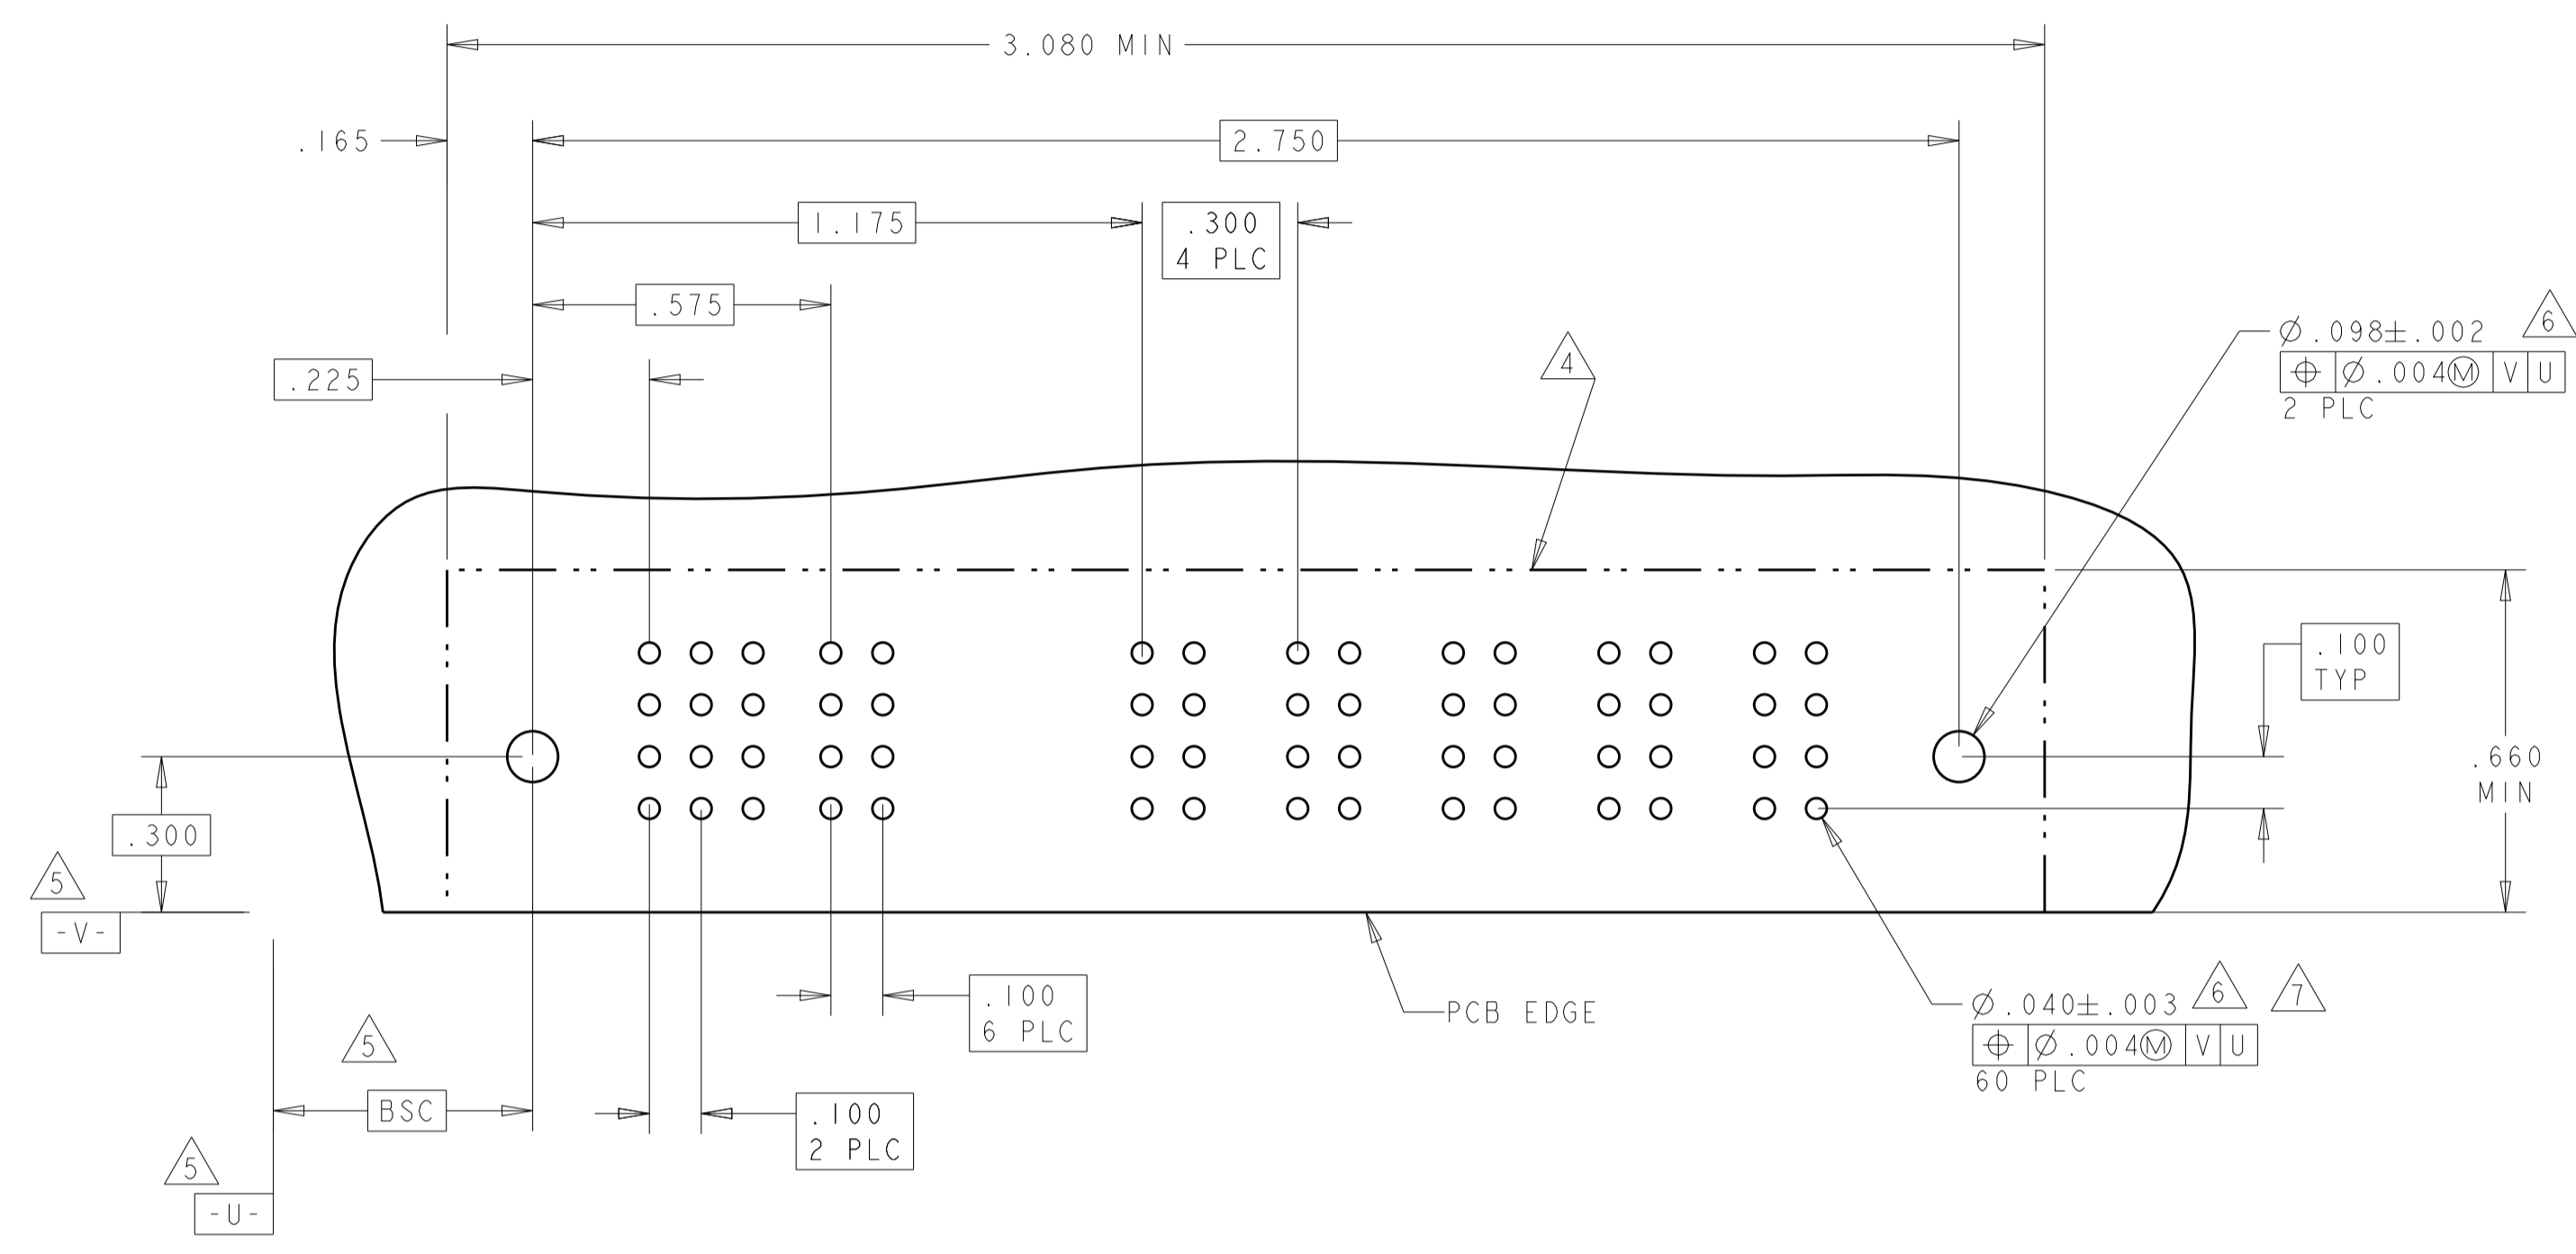 3.080 MIN
.165
2.750
1.175
.300
4 PLC
.575
.225
4
⌀.098±.002 6
⌖ ⌀.004Ⓜ V U
2 PLC
.100
TYP
.660
MIN
.300
5
-V-
.100
6 PLC
PCB EDGE
⌀.040±.003 6 7
⌖ ⌀.004Ⓜ V U
60 PLC
5
BSC
.100
2 PLC
5
-U-